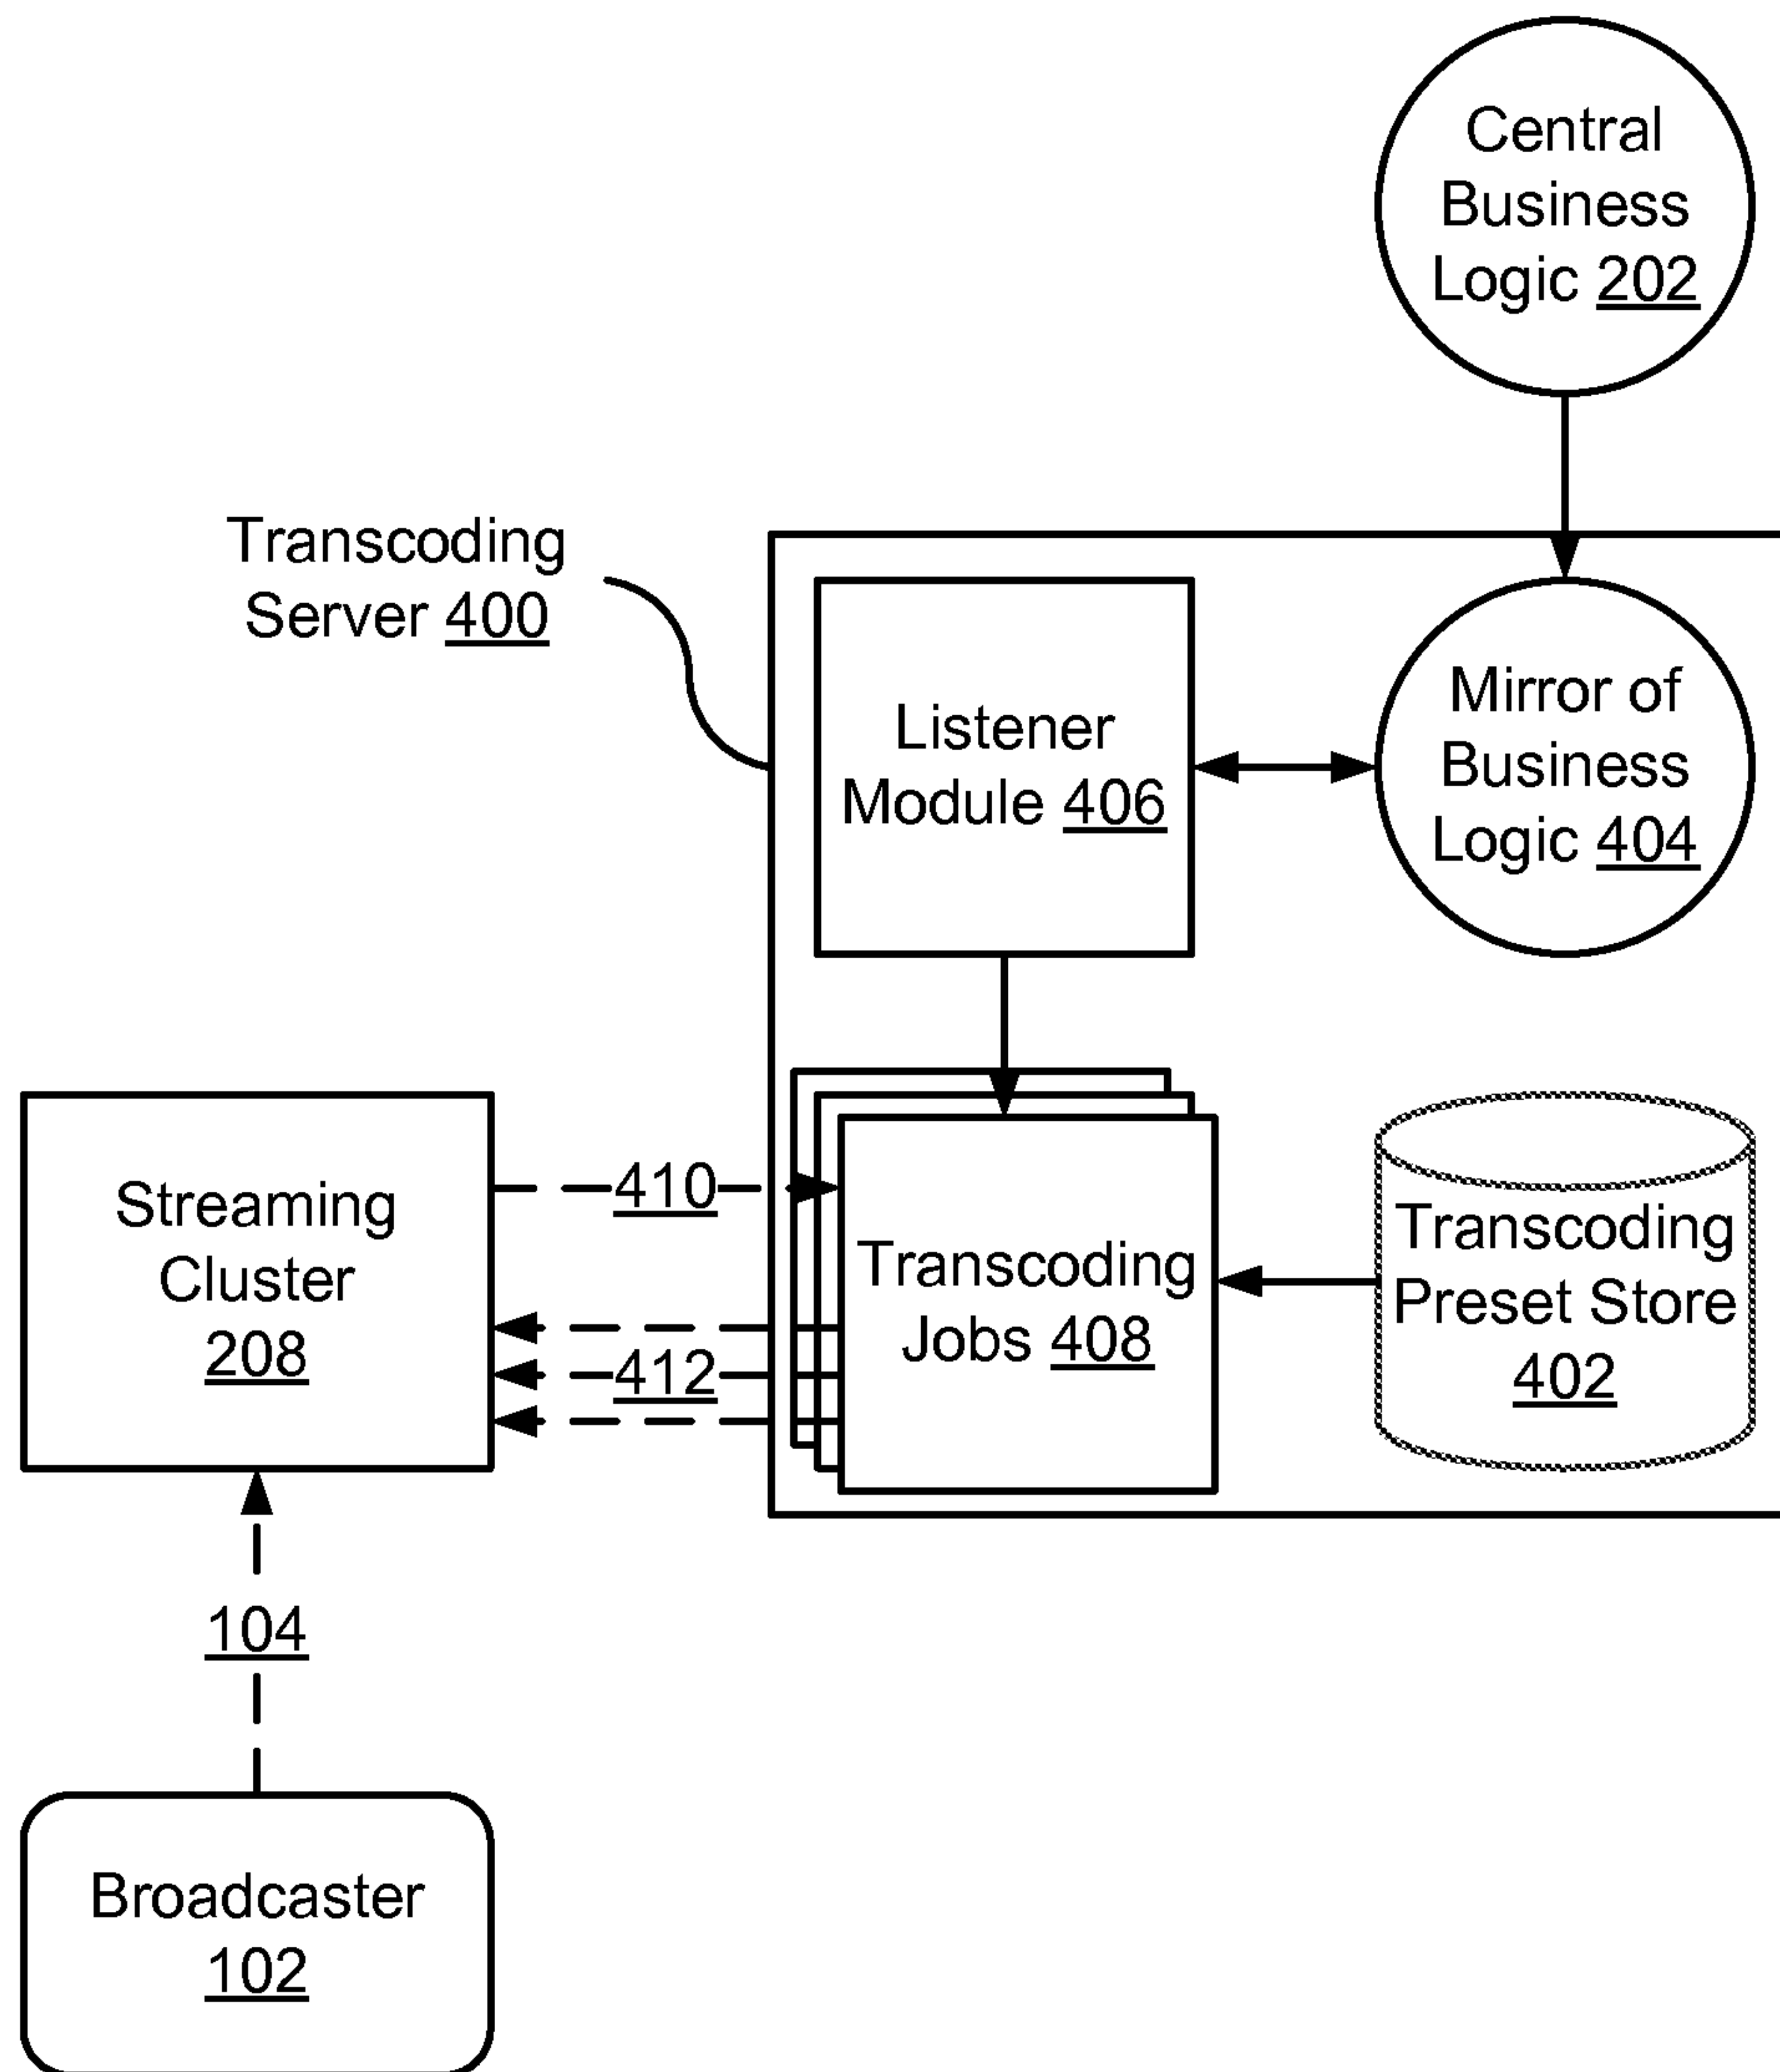 Central
Business
Logic 202
Transcoding
Server 400
Listener
Module 406
Mirror of
Business
Logic 404
Streaming
Cluster
208
410
412
Transcoding
Jobs 408
Transcoding
Preset Store
402
104
Broadcaster
102